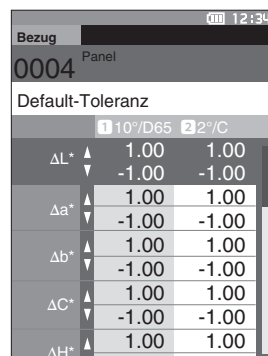 12:34
Bezug
0004 Panel
Default-Toleranz
1 10°/D65 2 2°/C
ΔL* 1.00 1.00
-1.00 -1.00
Δa* 1.00 1.00
-1.00 -1.00
Δb* 1.00 1.00
-1.00 -1.00
ΔC* 1.00 1.00
-1.00 -1.00
ΔH* 1.00 1.00